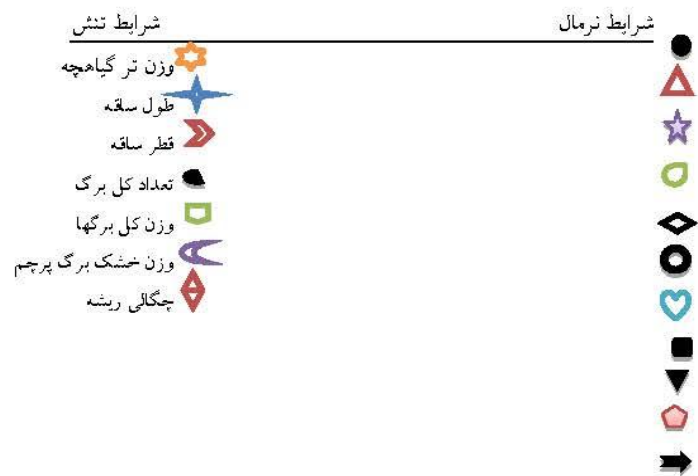 شرایط نرمال
شرایط تنش
وزن تر گیاهچه
طول ساقه
قطر ساقه
تعداد کل برگ
وزن کل برگها
وزن خشک برگ پرچم
چگالی ریشه